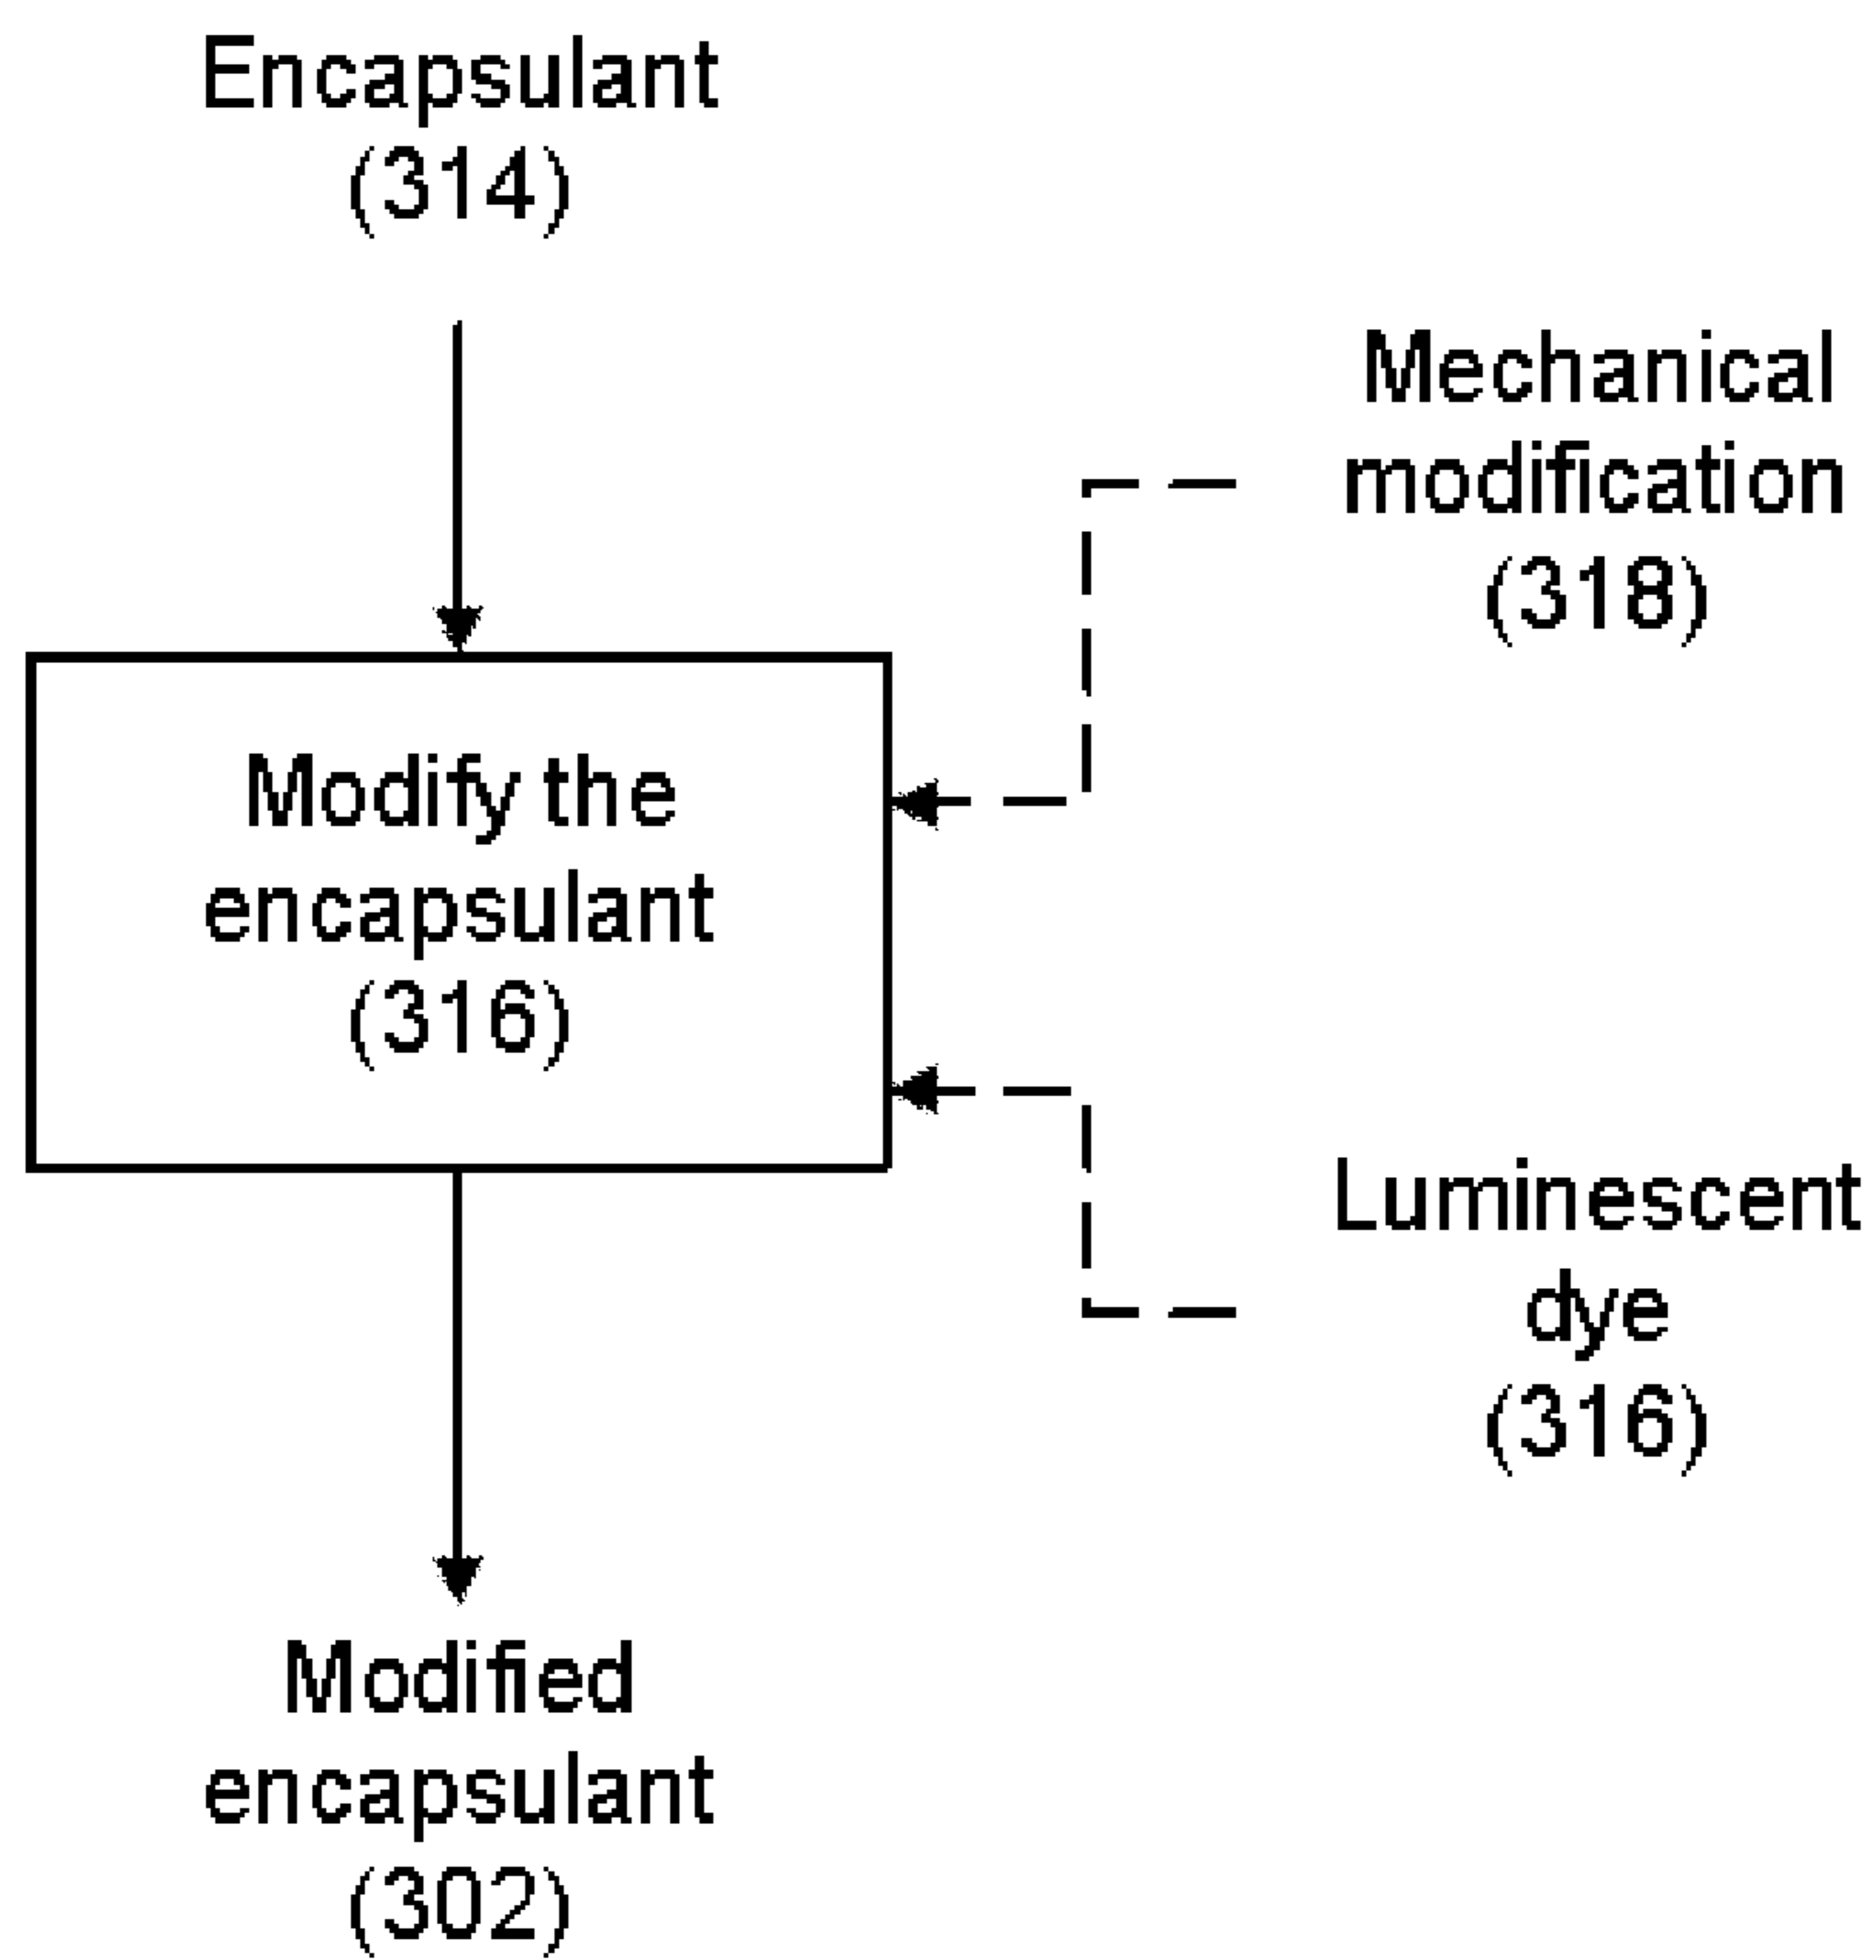 Encapsulant
(314)
Mechanical
modification
(318)
Modify the
encapsulant
(316)
Luminescent
dye
(316)
Modified
encapsulant
(302)